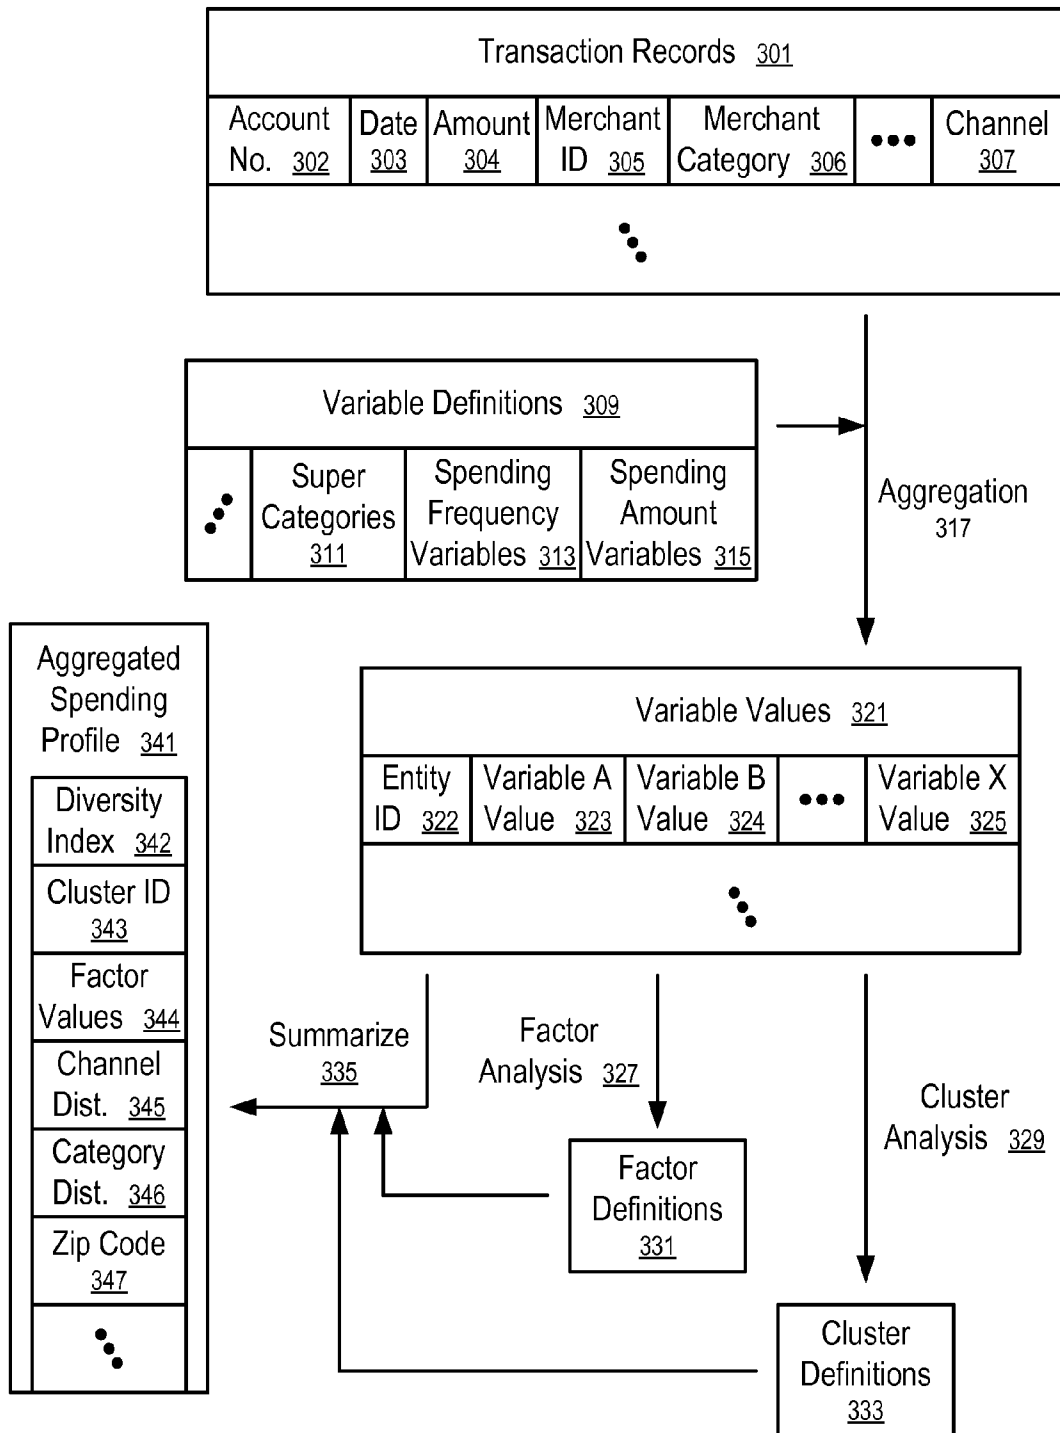 Transaction Records 301
Account No. 302
Date 303
Amount 304
Merchant ID 305
Merchant Category 306
•••
Channel 307
Variable Definitions 309
Super Categories 311
Spending Frequency Variables 313
Spending Amount Variables 315
Aggregation 317
Aggregated Spending Profile 341
Diversity Index 342
Cluster ID 343
Factor Values 344
Channel Dist. 345
Category Dist. 346
Zip Code 347
Variable Values 321
Entity ID 322
Variable A Value 323
Variable B Value 324
•••
Variable X Value 325
Summarize 335
Factor Analysis 327
Cluster Analysis 329
Factor Definitions 331
Cluster Definitions 333